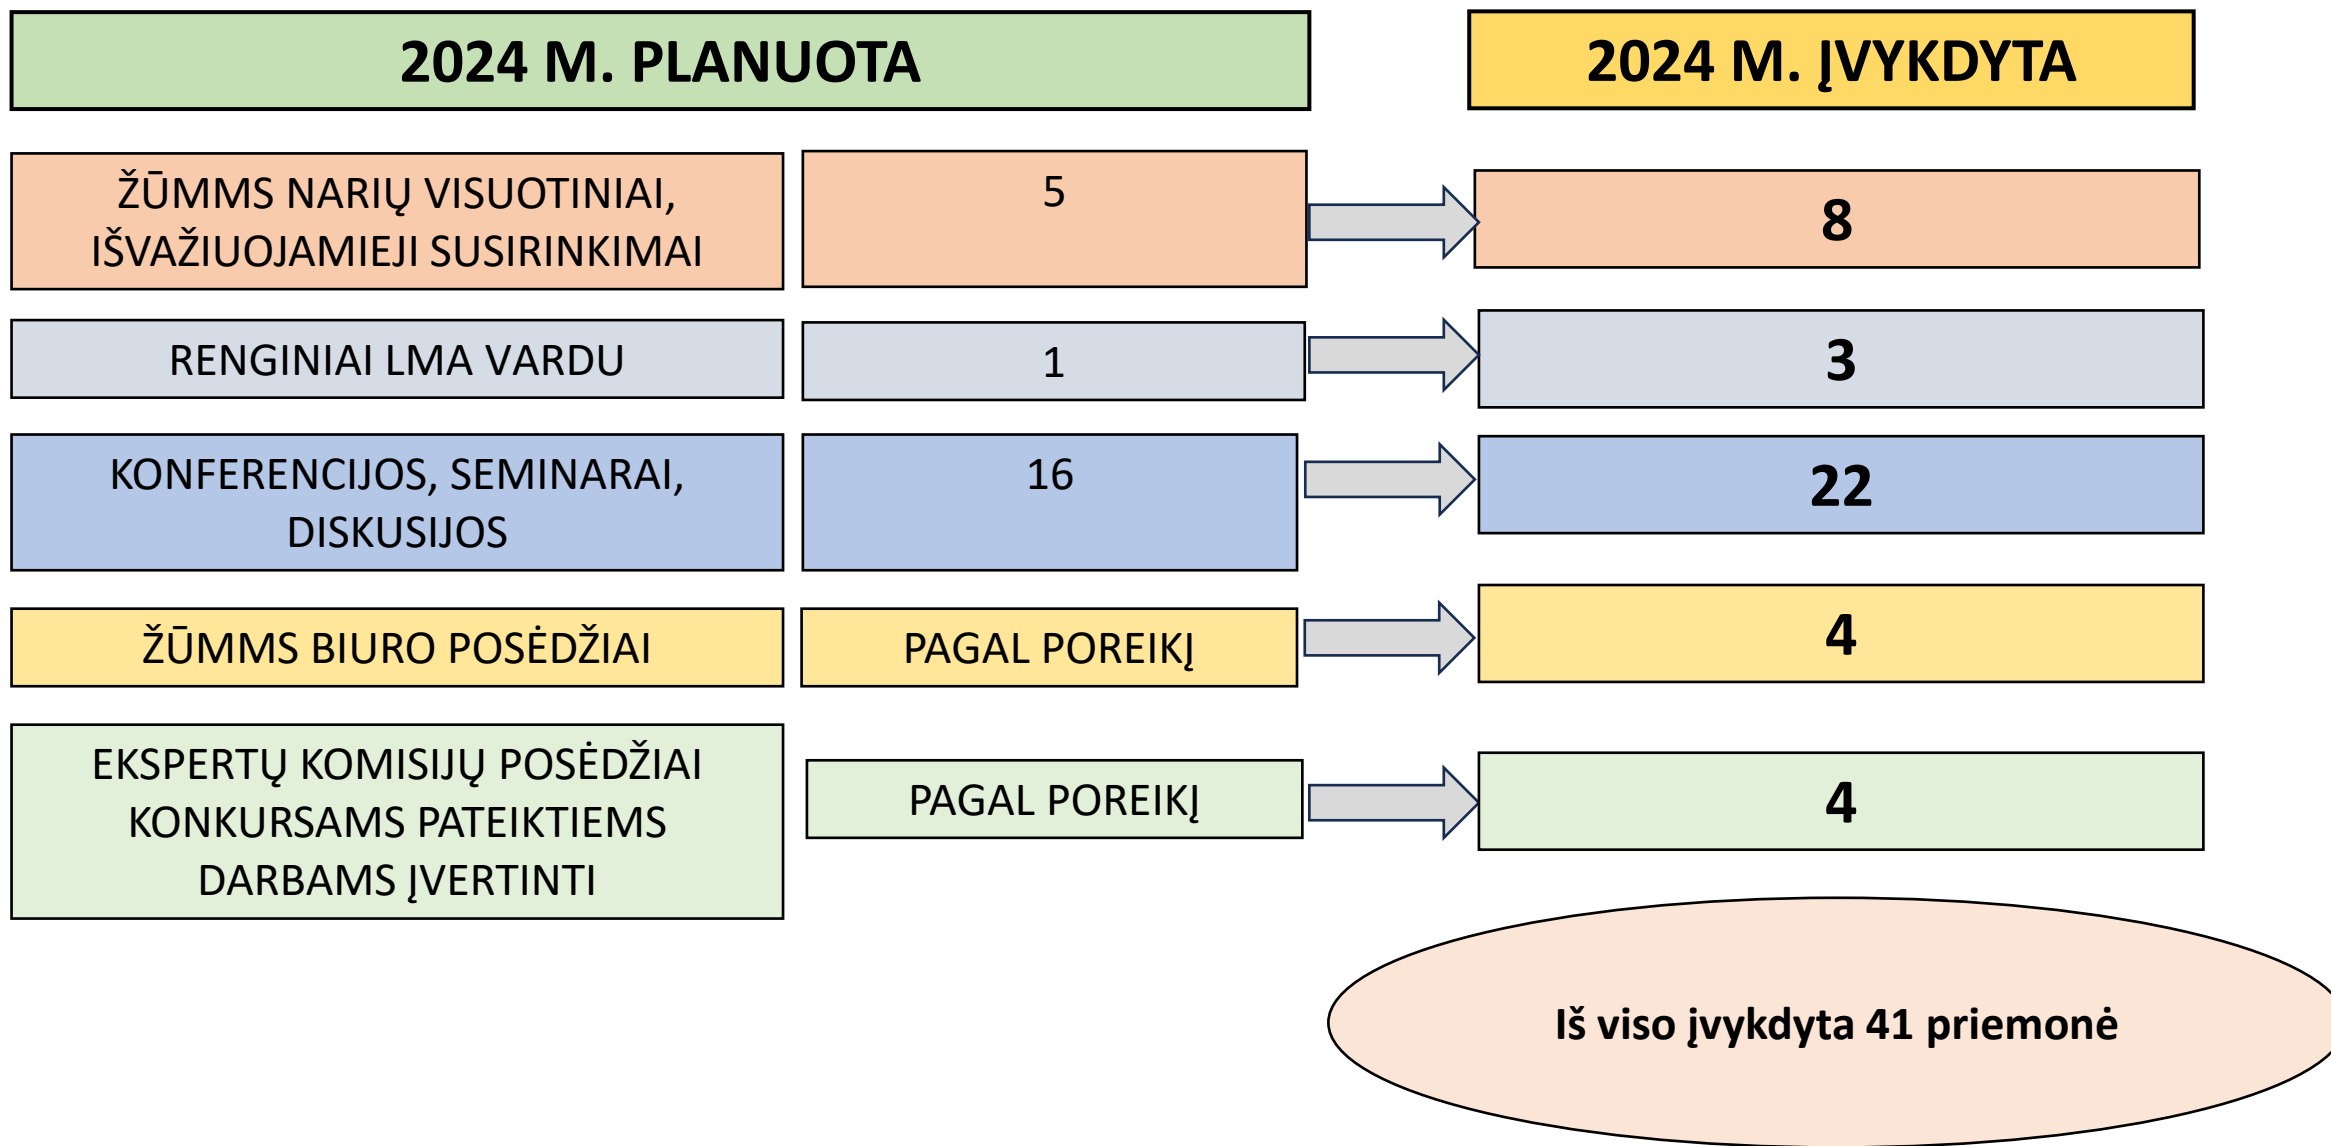 2024 M. PLANUOTA
2024 M. ĮVYKDYTA
ŽŪMMS NARIŲ VISUOTINIAI,
IŠVAŽIUOJAMIEJI SUSIRINKIMAI
5
8
RENGINIAI LMA VARDU
1
3
KONFERENCIJOS, SEMINARAI,
DISKUSIJOS
16
22
ŽŪMMS BIURO POSĖDŽIAI
PAGAL POREIKĮ
4
EKSPERTŲ KOMISIJŲ POSĖDŽIAI
KONKURSAMS PATEIKTIEMS
DARBAMS ĮVERTINTI
PAGAL POREIKĮ
4
Iš viso įvykdyta 41 priemonė